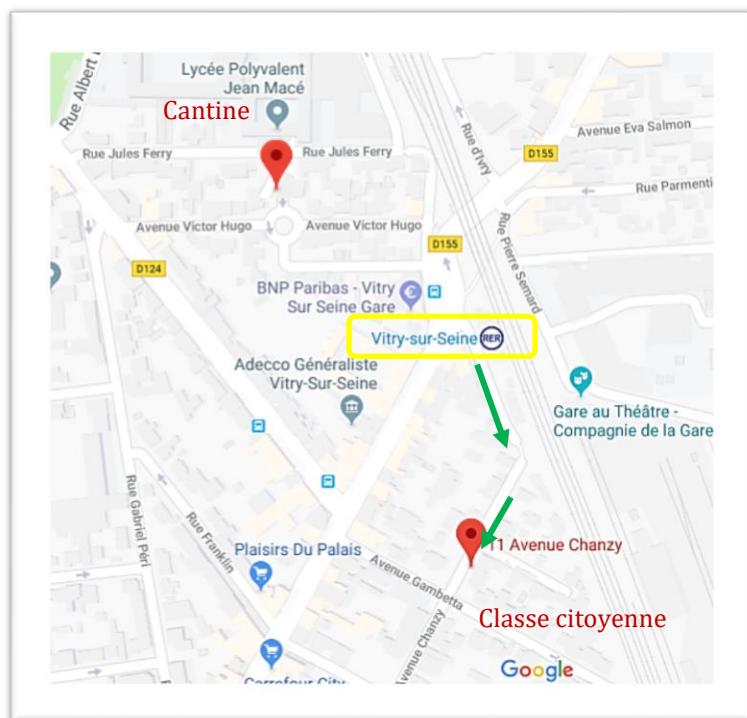 Rue Albert
Lycée Polyvalent
Jean Macé
Cantine
Rue Jules Ferry
Rue Jules Ferry
Rue d'Ivry
Avenue Eva Salmon
D155
Rue Parmenti
Avenue Victor Hugo
Avenue Victor Hugo
D155
D124
Rue Pierre Semard
BNP Paribas - Vitry
Sur Seine Gare
Vitry-sur-Seine RER
Adecco Généraliste
Vitry-Sur-Seine
Gare au Théâtre -
Compagnie de la Gare
Rue Gabriel Péri
Rue Franklin
Plaisirs Du Palais
11 Avenue Chanzy
Avenue Gambetta
Classe citoyenne
Avenue Chanzy
Carrefour City
Google